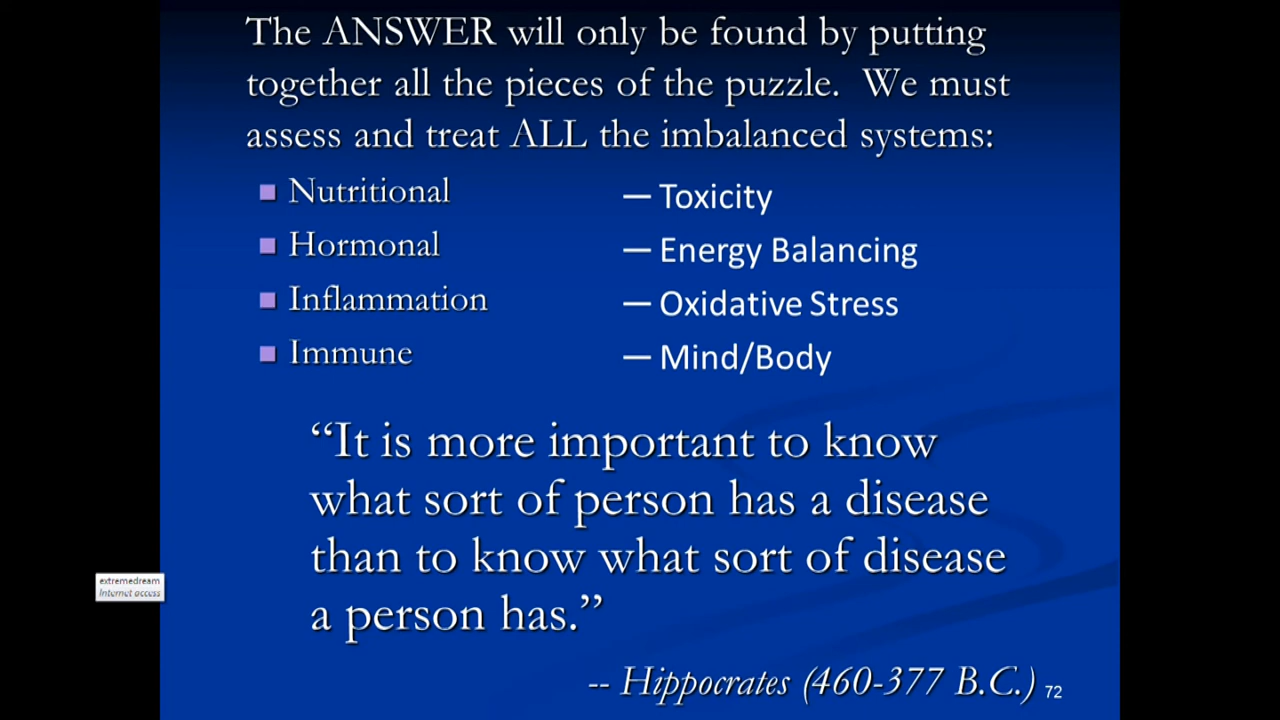 The ANSWER will only be found by putting
together all the pieces of the puzzle. We must
assess and treat ALL the imbalanced systems:
■ Nutritional
■ Hormonal
■ Inflammation
■ Immune
— Toxicity
— Energy Balancing
— Oxidative Stress
— Mind/Body
“It is more important to know
what sort of person has a disease
than to know what sort of disease
a person has.”
-- Hippocrates (460-377 B.C.)
72
extremedream
Internet access